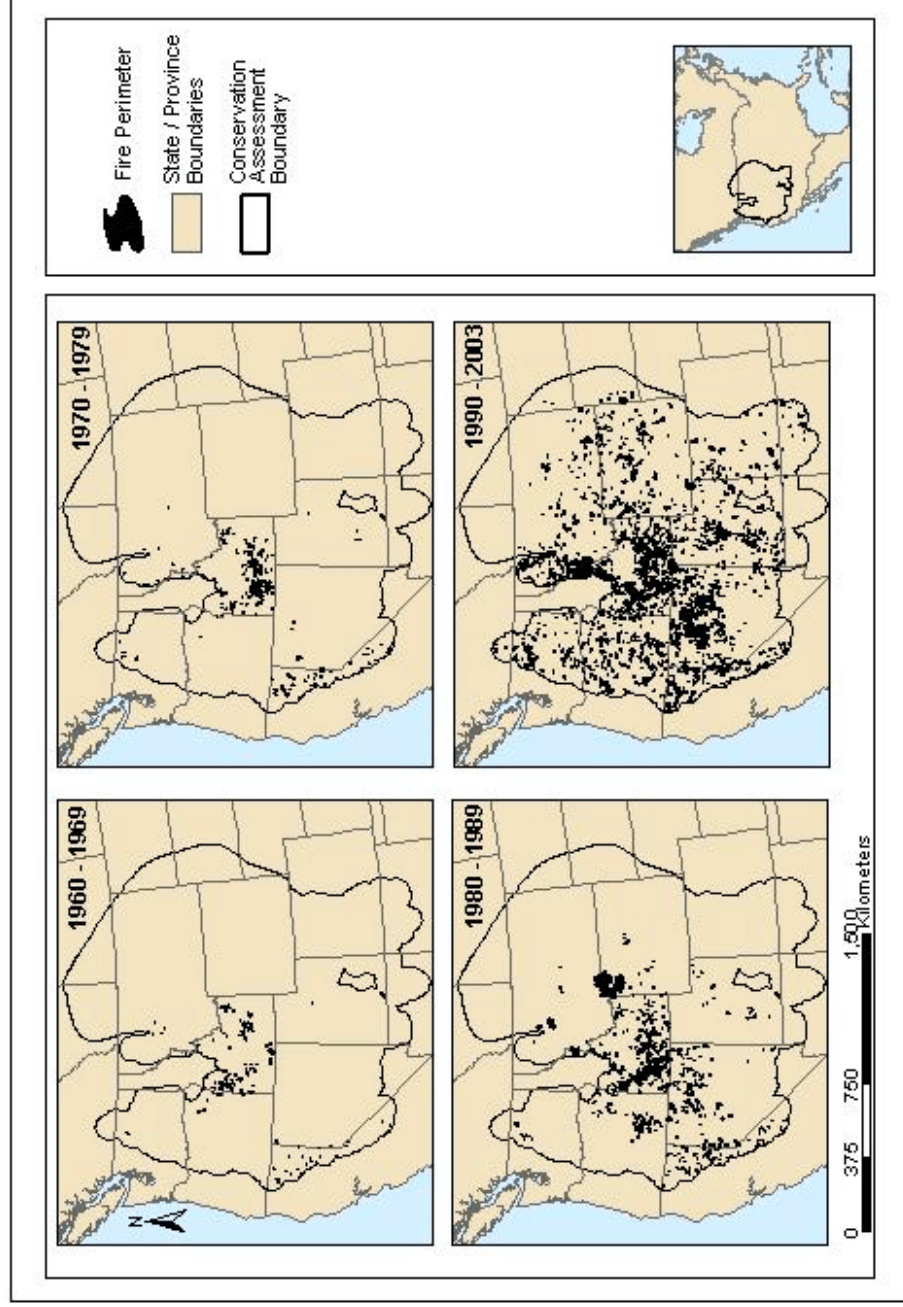 1960 - 1969
1970 - 1979
1980 - 1989
1990 - 2003
N
0 375 750 1,500
Kilometers
Fire Perimeter
State / Province
Boundaries
Conservation
Assessment
Boundary